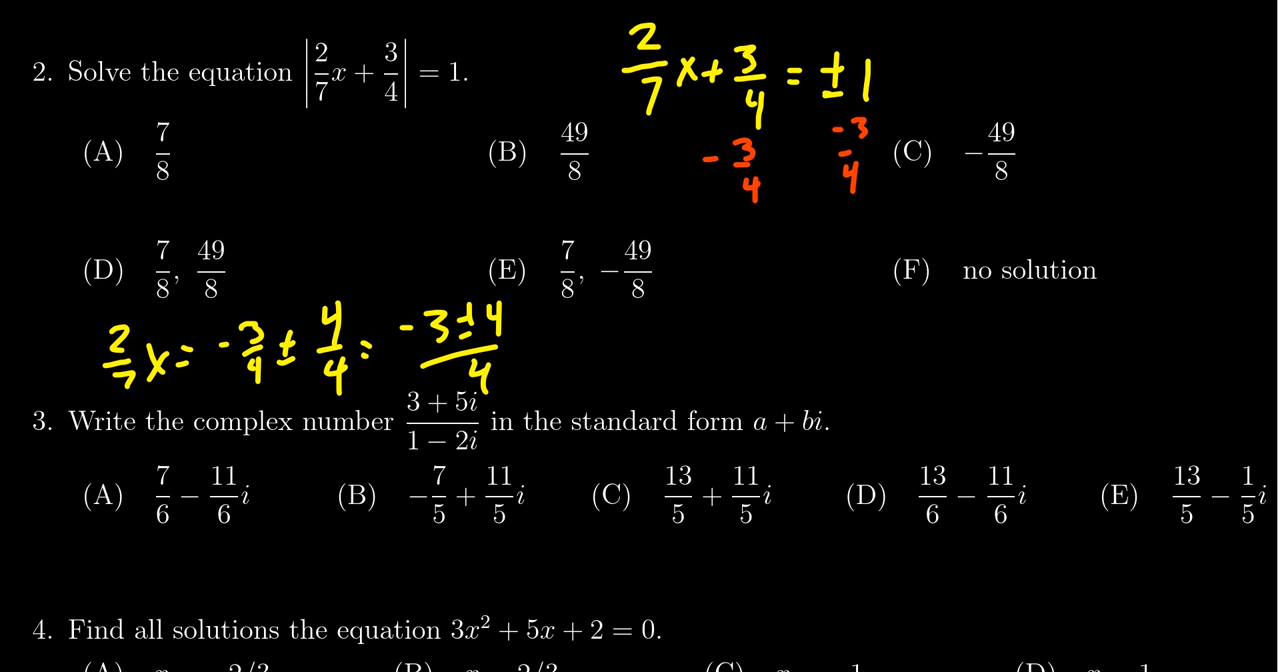 2. Solve the equation |2/7 x + 3/4| = 1.
2/7 x + 3/4 = ± 1
- 3/4 - 3/4
(A) 7/8 (B) 49/8 (C) −49/8
(D) 7/8, 49/8 (E) 7/8, −49/8 (F) no solution
2/7 x = -3/4 ± 4/4 = (-3 ± 4)/4
3. Write the complex number (3 + 5i)/(1 − 2i) in the standard form a + bi.
(A) 7/6 − 11/6 i (B) −7/5 + 11/5 i (C) 13/5 + 11/5 i (D) 13/6 − 11/6 i (E) 13/5 − 1/5 i
4. Find all solutions the equation 3x² + 5x + 2 = 0.